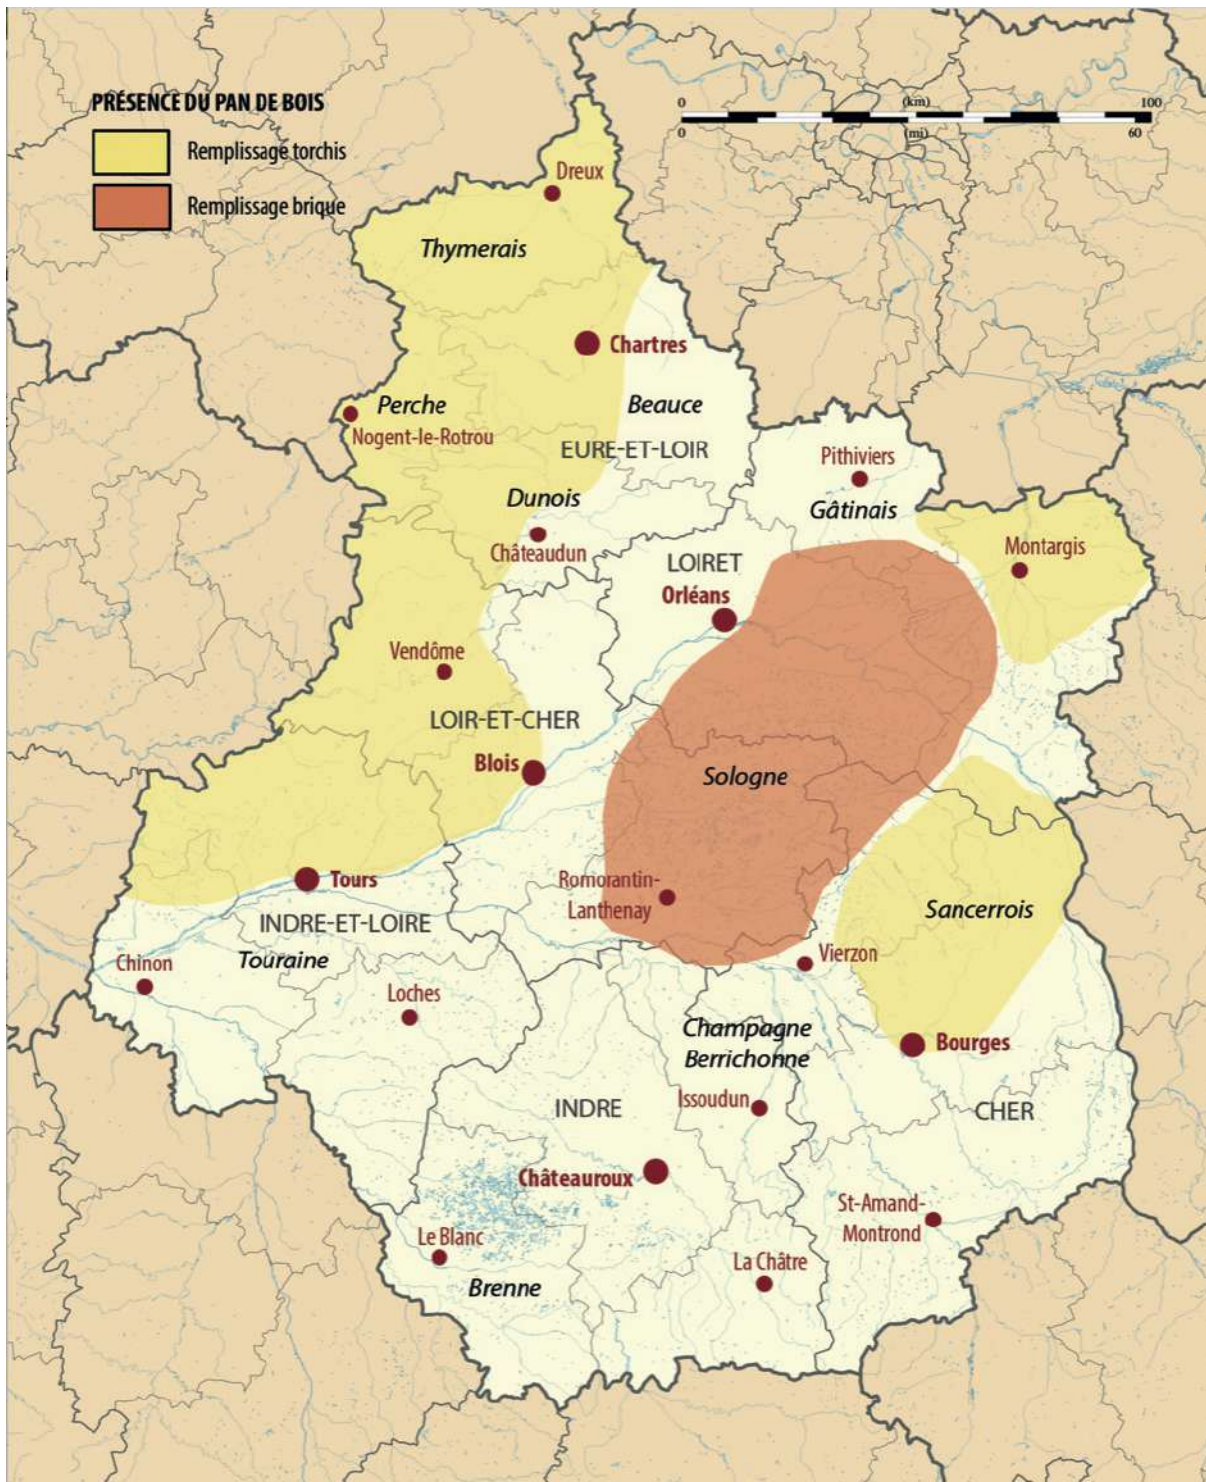 PRÉSENCE DU PAN DE BOIS
Remplissage torchis
Remplissage brique
0 (km) 100
0 (mi) 60
Dreux
Thymerais
Chartres
Perche
Beauce
Nogent-le-Rotrou
EURE-ET-LOIR
Pithiviers
Dunois
Gâtinais
Châteaudun
Montargis
LOIRET
Orléans
Vendôme
LOIR-ET-CHER
Blois
Sologne
Tours
Romorantin-
Lanthenay
Sancerrois
INDRE-ET-LOIRE
Touraine
Chinon
Vierzon
Loches
Champagne
Berrichonne
Bourges
Issoudun
INDRE
CHER
Châteauroux
St-Amand-
Montrond
Le Blanc
La Châtre
Brenne